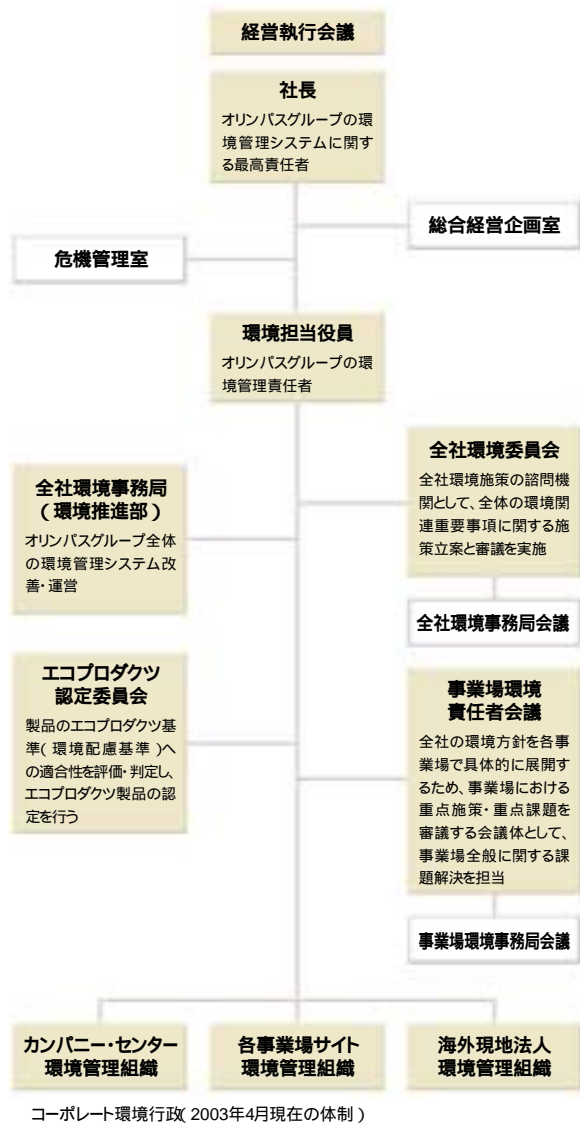 経営執行会議
社長
オリンパスグループの環
境管理システムに関す
る最高責任者
総合経営企画室
危機管理室
環境担当役員
オリンパスグループの環
境管理責任者
全社環境委員会
全社環境施策の諮問機
関として、全体の環境関
連重要事項に関する施
策立案と審議を実施
全社環境事務局
(環境推進部)
オリンパスグループ全体
の環境管理システム改
善・運営
全社環境事務局会議
エコプロダクツ
認定委員会
製品のエコプロダクツ基
準(環境配慮基準)へ
の適合性を評価・判定し、
エコプロダクツ製品の認
定を行う
事業場環境
責任者会議
全社の環境方針を各事
業場で具体的に展開す
るため、事業場における
重点施策・重点課題を
審議する会議体として、
事業場全般に関する課
題解決を担当
事業場環境事務局会議
カンパニー・センター
環境管理組織
各事業場サイト
環境管理組織
海外現地法人
環境管理組織
コーポレート環境行政(2003年4月現在の体制)